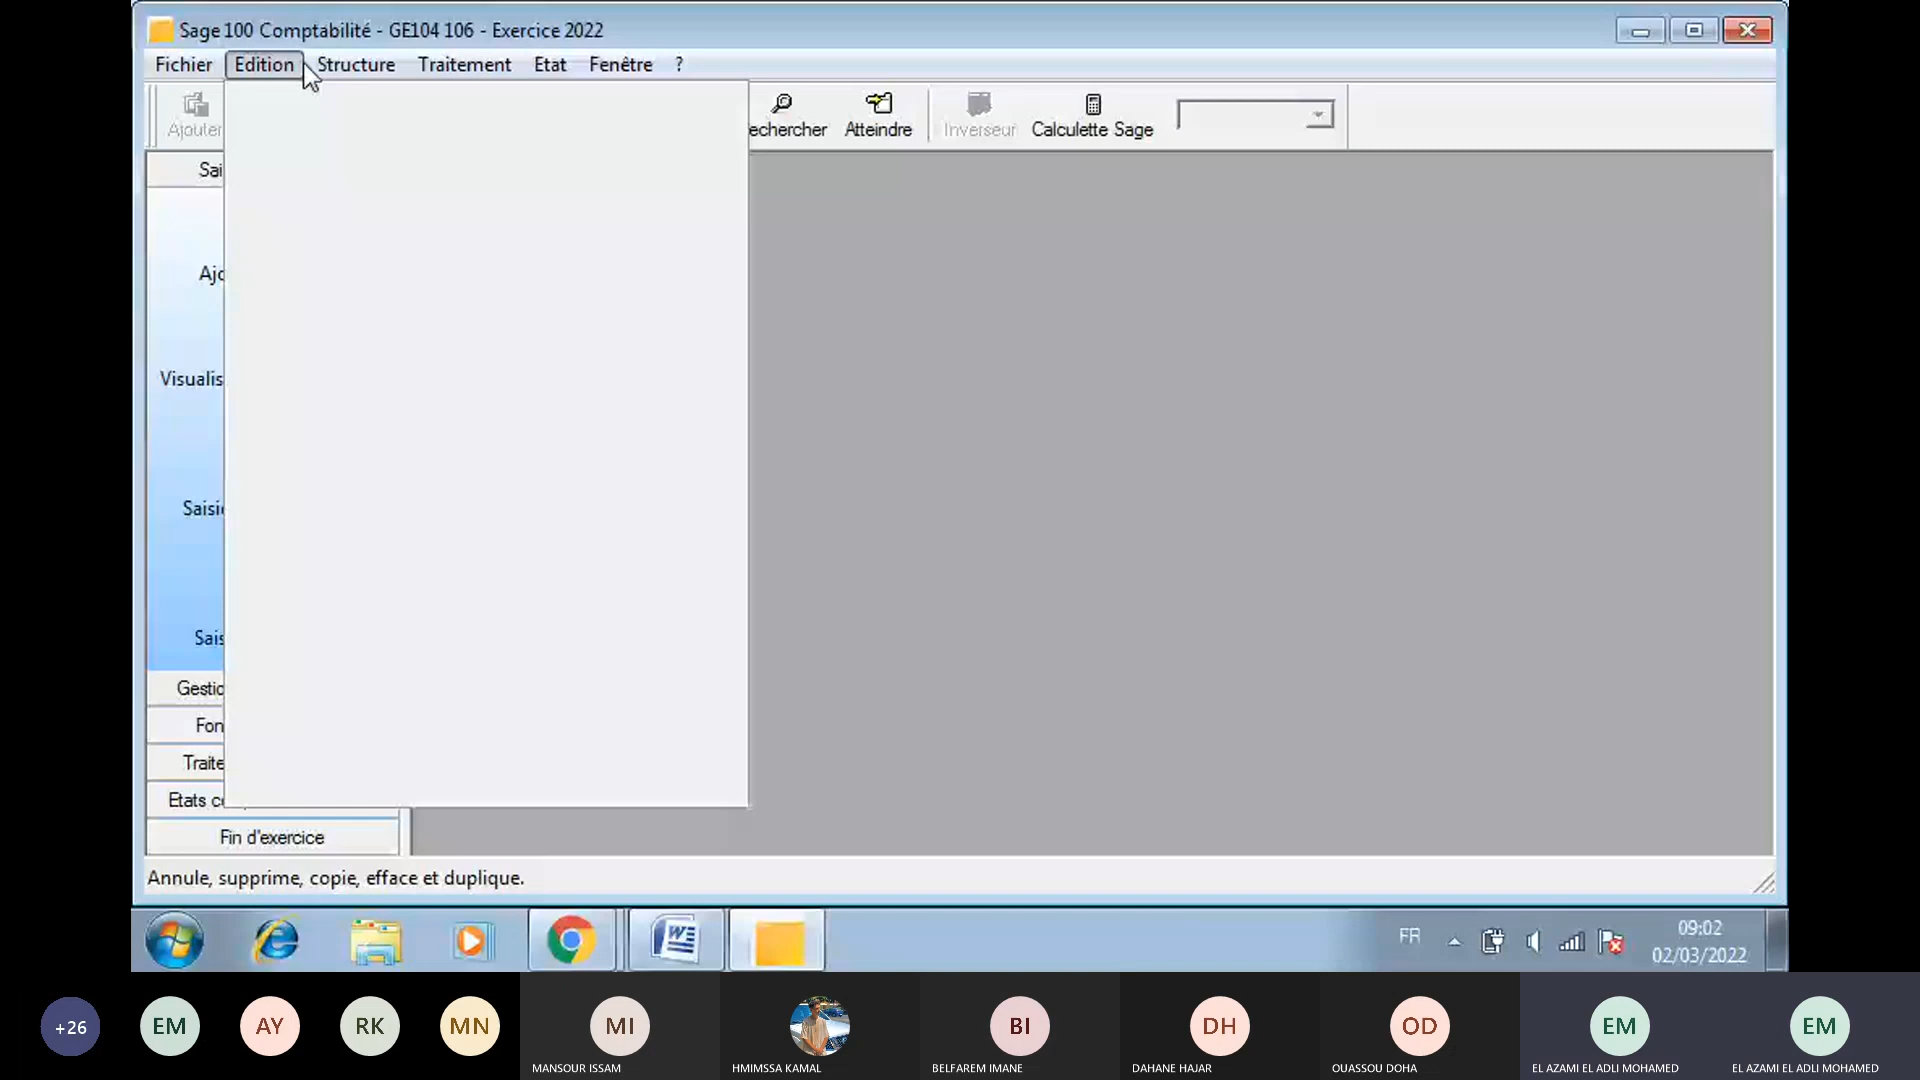 Sage 100 Comptabilité - GE104 106 - Exercice 2022
Fichier Edition Structure Traitement Etat Fenêtre ?
Ajouter echercher Atteindre Inverseur Calculette Sage
Sai
Ajo
Visualis
Saisie
Sais
Gestio
Fon
Traite
Etats co
Fin d'exercice
Annule, supprime, copie, efface et duplique.
FR
09:02
02/03/2022
+26 EM AY RK MN MI BI DH OD EM EM
MANSOUR ISSAM HMIMSSA KAMAL BELFAREM IMANE DAHANE HAJAR OUASSOU DOHA EL AZAMI EL ADLI MOHAMED EL AZAMI EL ADLI MOHAMED